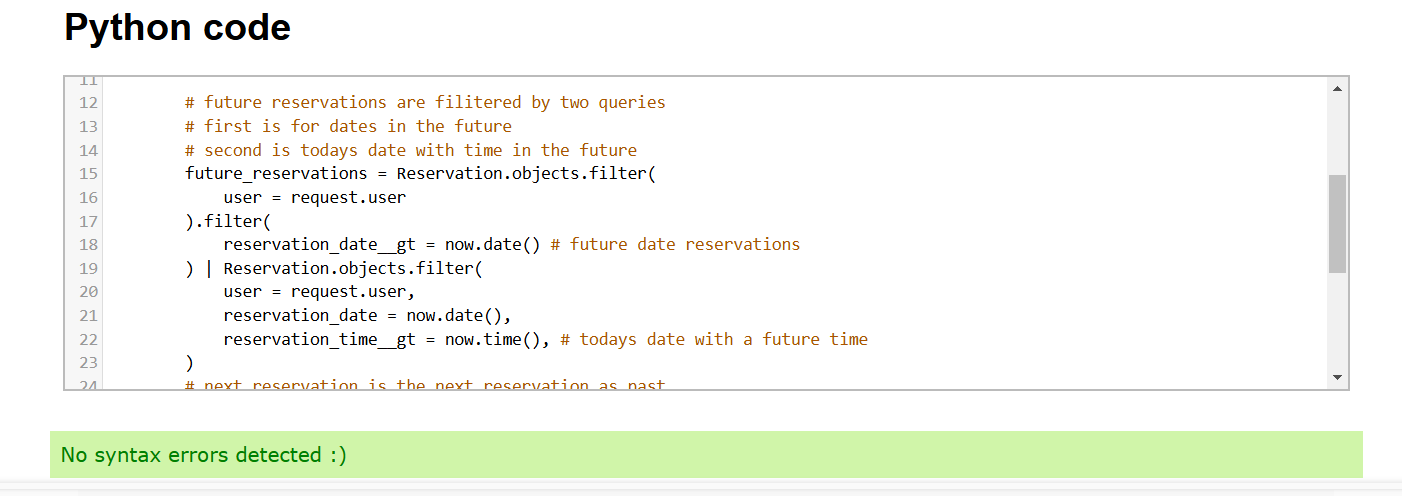 Python code
11
12 # future reservations are filitered by two queries
13 # first is for dates in the future
14 # second is todays date with time in the future
15 future_reservations = Reservation.objects.filter(
16 user = request.user
17 ).filter(
18 reservation_date__gt = now.date() # future date reservations
19 ) | Reservation.objects.filter(
20 user = request.user,
21 reservation_date = now.date(),
22 reservation_time__gt = now.time(), # todays date with a future time
23 )
24 # next reservation is the next reservation as past
No syntax errors detected :)